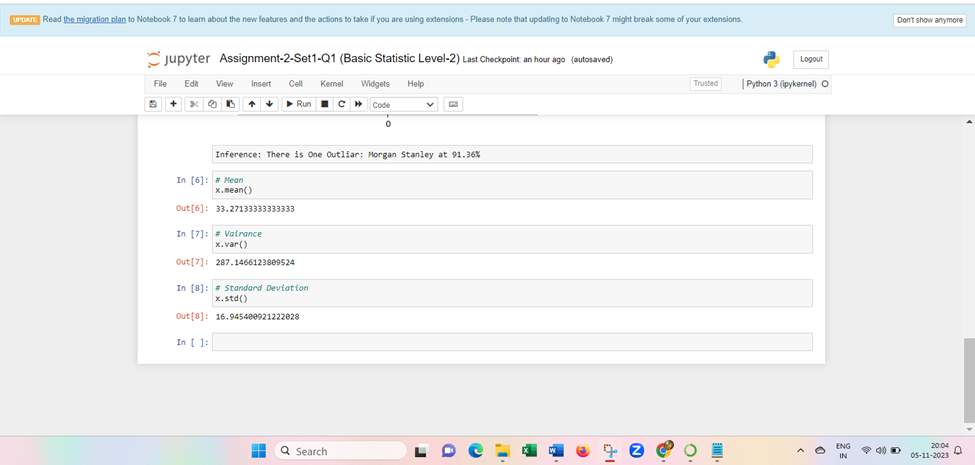 UPDATE Read the migration plan to Notebook 7 to learn about the new features and the actions to take if you are using extensions - Please note that updating to Notebook 7 might break some of your extensions.
Don't show anymore
jupyter Assignment-2-Set1-Q1 (Basic Statistic Level-2) Last Checkpoint: an hour ago (autosaved)
Logout
File Edit View Insert Cell Kernel Widgets Help
Trusted Python 3 (ipykernel)
Run Code
0
Inference: There is One Outliar: Morgan Stanley at 91.36%
In [6]: # Mean
x.mean()
Out[6]: 33.27133333333333
In [7]: # Vairance
x.var()
Out[7]: 287.1466123809524
In [8]: # Standard Deviation
x.std()
Out[8]: 16.945400921222028
In [ ]:
Search
ENG
IN
20:04
05-11-2023